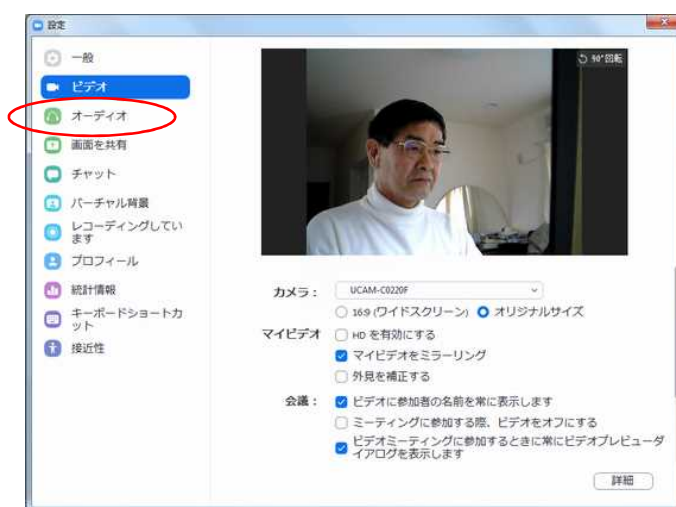 設定
一般
ビデオ
オーディオ
画面を共有
チャット
バーチャル背景
レコーディングしてい
ます
プロフィール
統計情報
キーボードショートカ
ット
接近性
90°回転
カメラ：
UCAM-C0220F
16:9 (ワイドスクリーン) オリジナルサイズ
マイビデオ HD を有効にする
マイビデオをミラーリング
外見を補正する
会議： ビデオに参加者の名前を常に表示します
ミーティングに参加する際、ビデオをオフにする
ビデオミーティングに参加するときに常にビデオプレビューダ
イアログを表示します
詳細